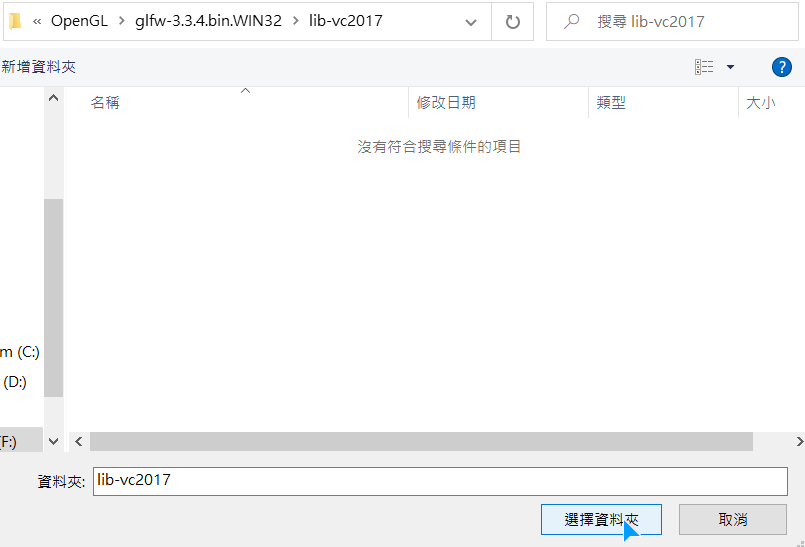 « OpenGL > glfw-3.3.4.bin.WIN32 > lib-vc2017
搜尋 lib-vc2017
新增資料夾
?
名稱 修改日期 類型 大小
沒有符合搜尋條件的項目
m (C:)
(D:)
(F:)
資料夾: lib-vc2017
選擇資料夾 取消